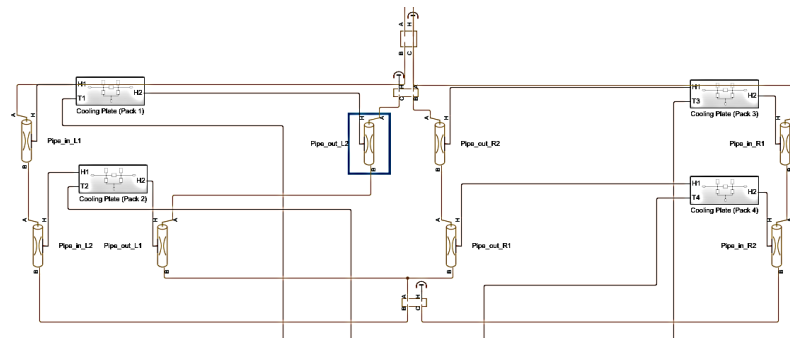 A H
B C
H
C B
H1 H2
T1
Cooling Plate (Pack 1)
H1 H2
T3
Cooling Plate (Pack 3)
A H
B
Pipe_in_L1
Pipe_out_L2
H A
B
A H
B
Pipe_out_R2
Pipe_in_R1
H
B
H1 H2
T2
Cooling Plate (Pack 2)
H1 H2
T4
Cooling Plate (Pack 4)
A H
B
Pipe_in_L2
Pipe_out_L1
H A
B
A H
B
Pipe_out_R1
Pipe_in_R2
H A
B
A H
B C